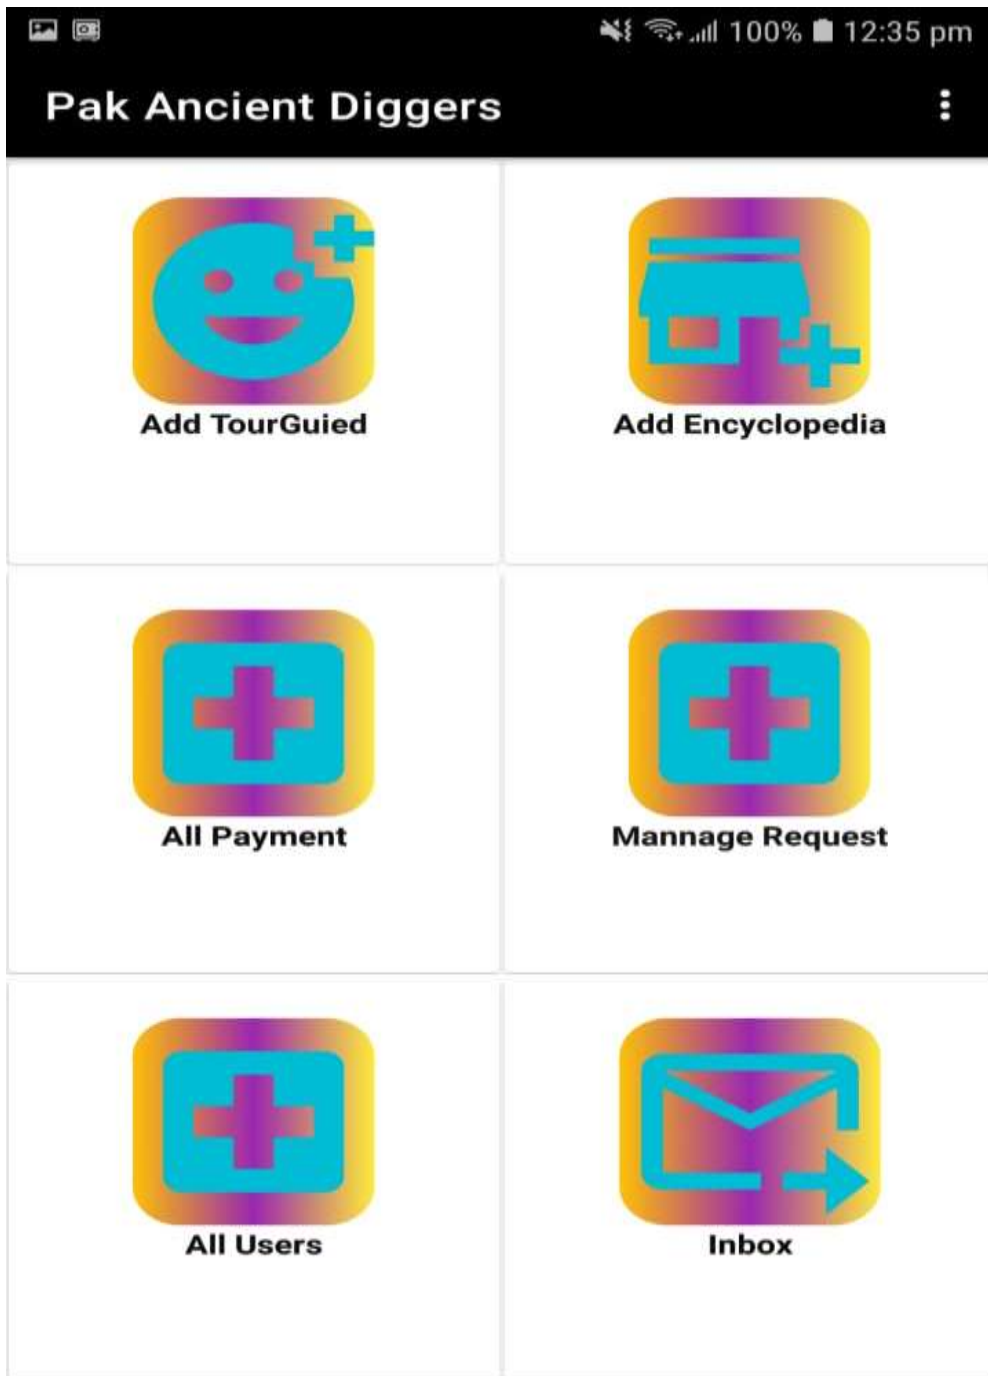 100% 12:35 pm
Pak Ancient Diggers
Add TourGuied
Add Encyclopedia
All Payment
Mannage Request
All Users
Inbox